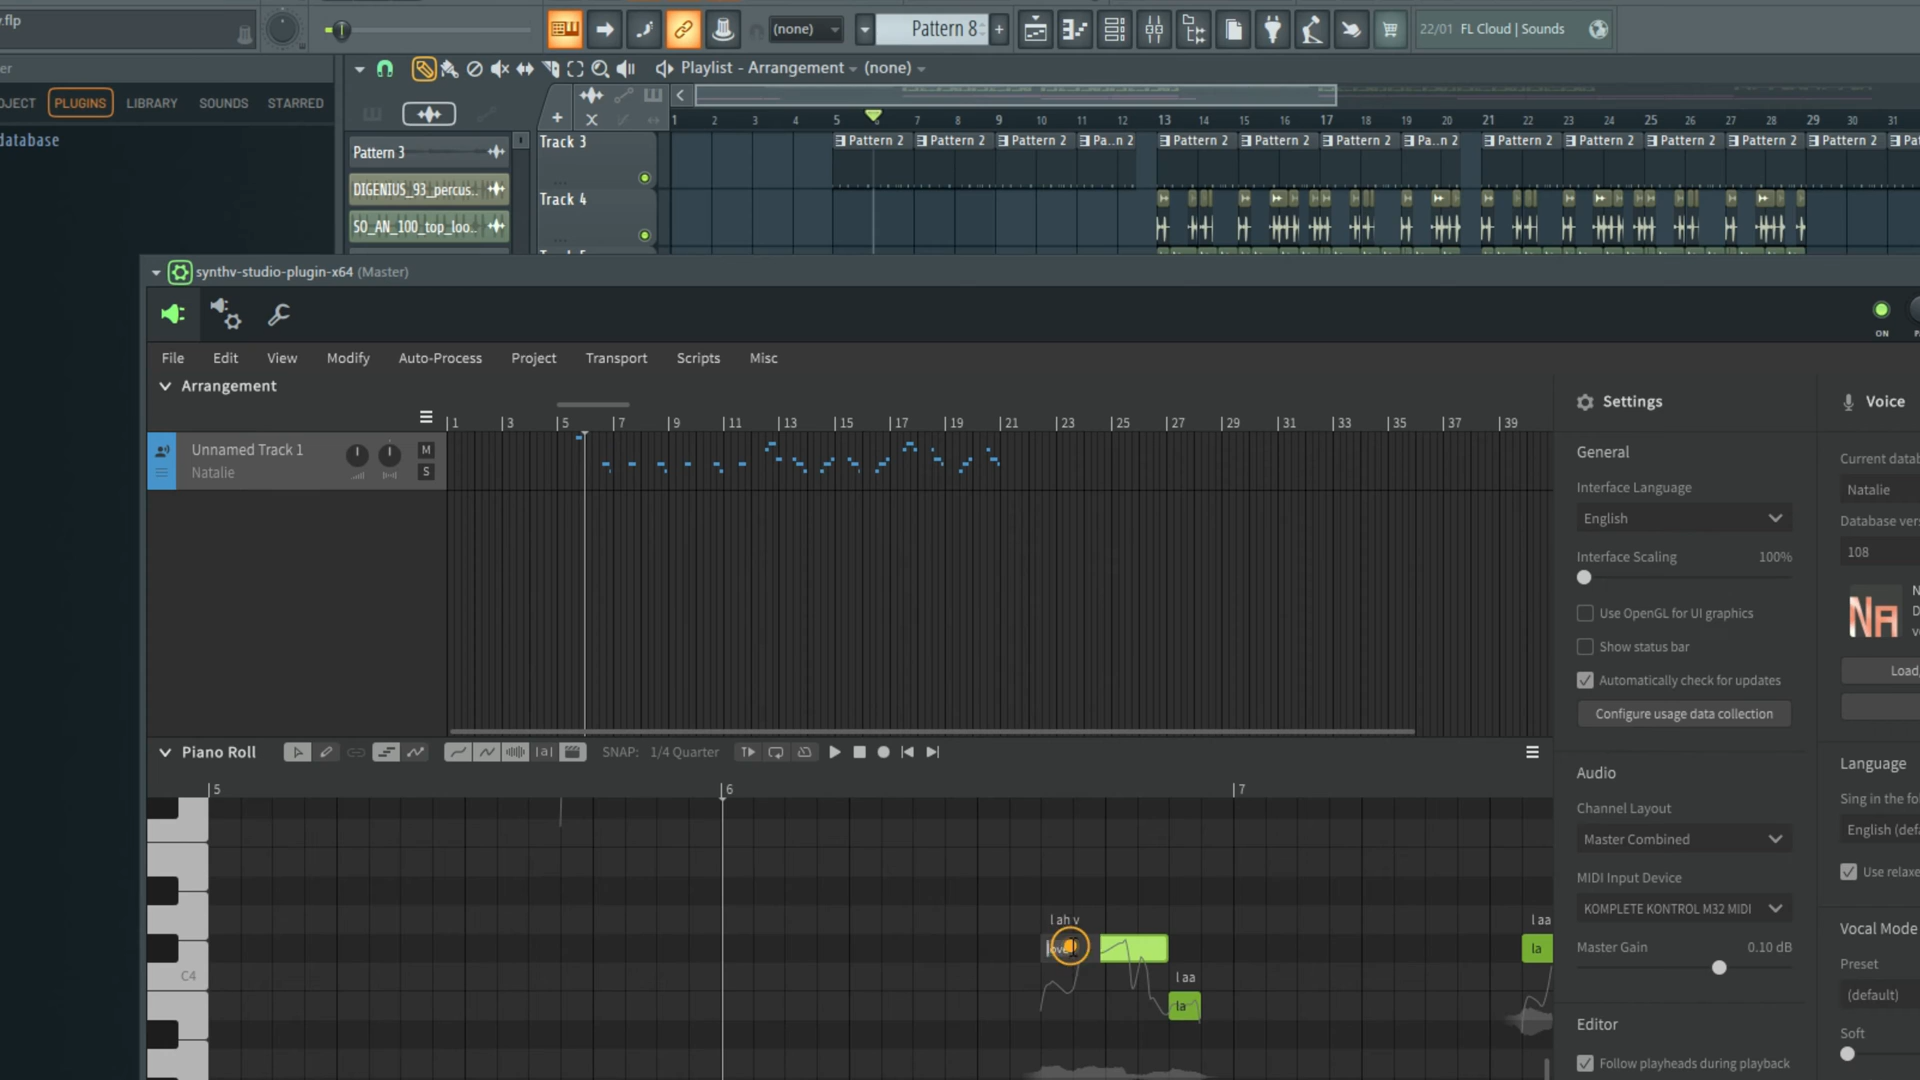 .flp
(none)
Pattern 8
+
22/01 FL Cloud | Sounds
er
Playlist - Arrangement (none)
OJECT PLUGINS LIBRARY SOUNDS STARRED
database
1 2 3 4 5 6 7 8 9 10 11 12 13 14 15 16 17 18 19 20 21 22 23 24 25 26 27 28 29 30 31
Pattern 3
DIGENIUS_93_percus..
SO_AN_100_top_loo..
Track 3
Pattern 2 Pattern 2 Pattern 2 Pa..n 2 Pattern 2 Pattern 2 Pattern 2 Pa..n 2 Pattern 2 Pattern 2 Pattern 2 Pattern 2 Pattern 2 Pa
Track 4
synthv-studio-plugin-x64 (Master)
ON
File Edit View Modify Auto-Process Project Transport Scripts Misc
Arrangement
1 3 5 7 9 11 13 15 17 19 21 23 25 27 29 31 33 35 37 39
Unnamed Track 1
Natalie
M
S
Settings
General
Interface Language
English
Interface Scaling 100%
Use OpenGL for UI graphics
Show status bar
Automatically check for updates
Configure usage data collection
Audio
Channel Layout
Master Combined
MIDI Input Device
KOMPLETE KONTROL M32 MIDI
Master Gain 0.10 dB
Editor
Follow playheads during playback
Voice
Current datab
Natalie
Database vers
108
NA
N
D
ve
Load
Language
Sing in the fo
English (defa
Use relaxe
Vocal Mode
Preset
(default)
Soft
Piano Roll
SNAP: 1/4 Quarter
5 6 7
C4
l ah v
love
l aa
la
l aa
la